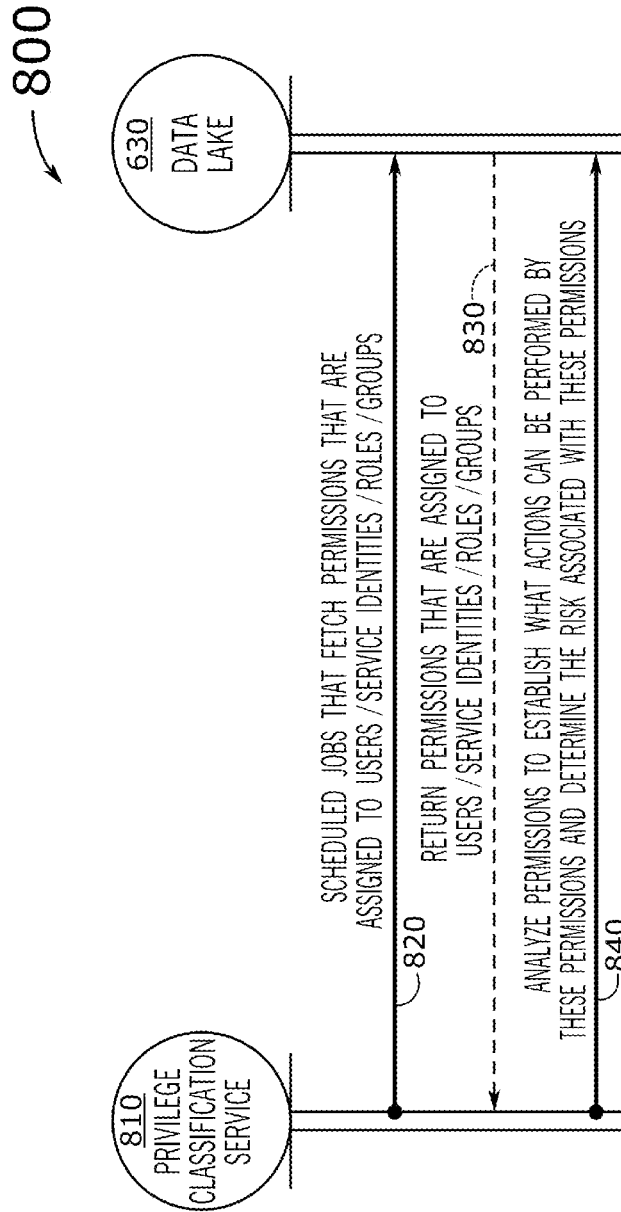 800
810
PRIVILEGE
CLASSIFICATION
SERVICE
630
DATA
LAKE
SCHEDULED JOBS THAT FETCH PERMISSIONS THAT ARE
ASSIGNED TO USERS/SERVICE IDENTITIES/ROLES/GROUPS
820
RETURN PERMISSIONS THAT ARE ASSIGNED TO
USERS/SERVICE IDENTITIES/ROLES/GROUPS
830
ANALYZE PERMISSIONS TO ESTABLISH WHAT ACTIONS CAN BE PERFORMED BY
THESE PERMISSIONS AND DETERMINE THE RISK ASSOCIATED WITH THESE PERMISSIONS
840